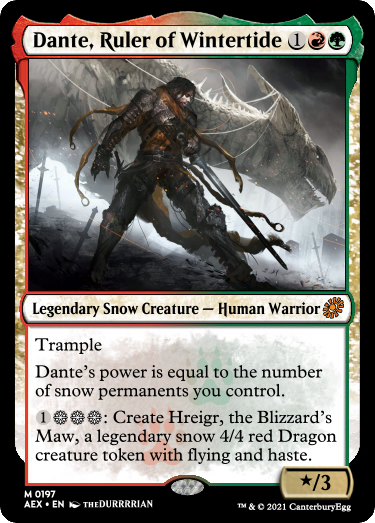 Dante, Ruler of Wintertide 1
Legendary Snow Creature — Human Warrior
Trample
Dante's power is equal to the number
of snow permanents you control.
1: Create Hreigr, the Blizzard's
Maw, a legendary snow 4/4 red Dragon
creature token with flying and haste.
★/3
M 0197
AEX • EN THEDURRRRIAN
™ & © 2021 CanterburyEgg